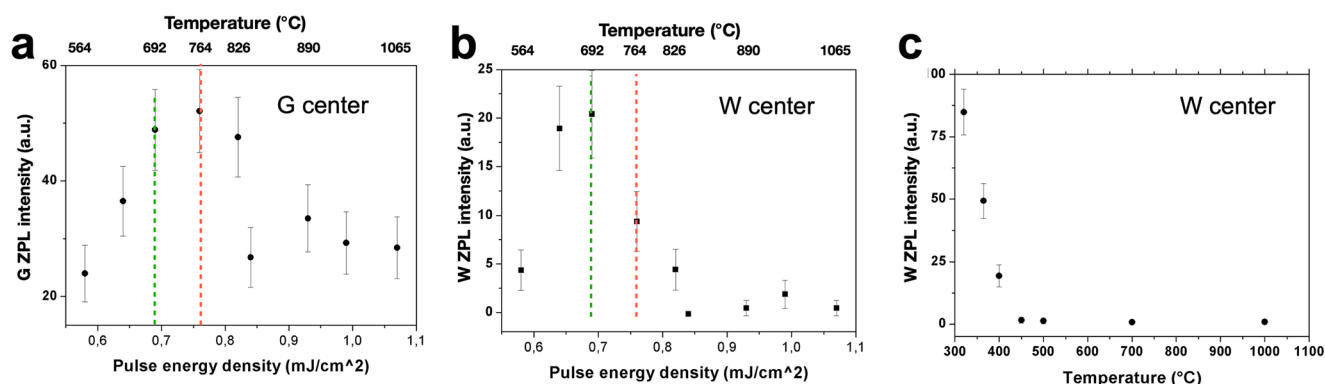 a
Temperature (°C)
564 692 764 826 890 1065
60
40
20
G ZPL intensity (a.u.)
G center
0,6 0,7 0,8 0,9 1,0 1,1
Pulse energy density (mJ/cm^2)
b
Temperature (°C)
564 692 764 826 890 1065
25
20
15
10
5
0
W ZPL intensity (a.u.)
W center
0,6 0,7 0,8 0,9 1,0 1,1
Pulse energy density (mJ/cm^2)
c
00
75
50
25
00
W ZPL intensity (a.u.)
W center
300 400 500 600 700 800 900 1000 1100
Temperature (°C)